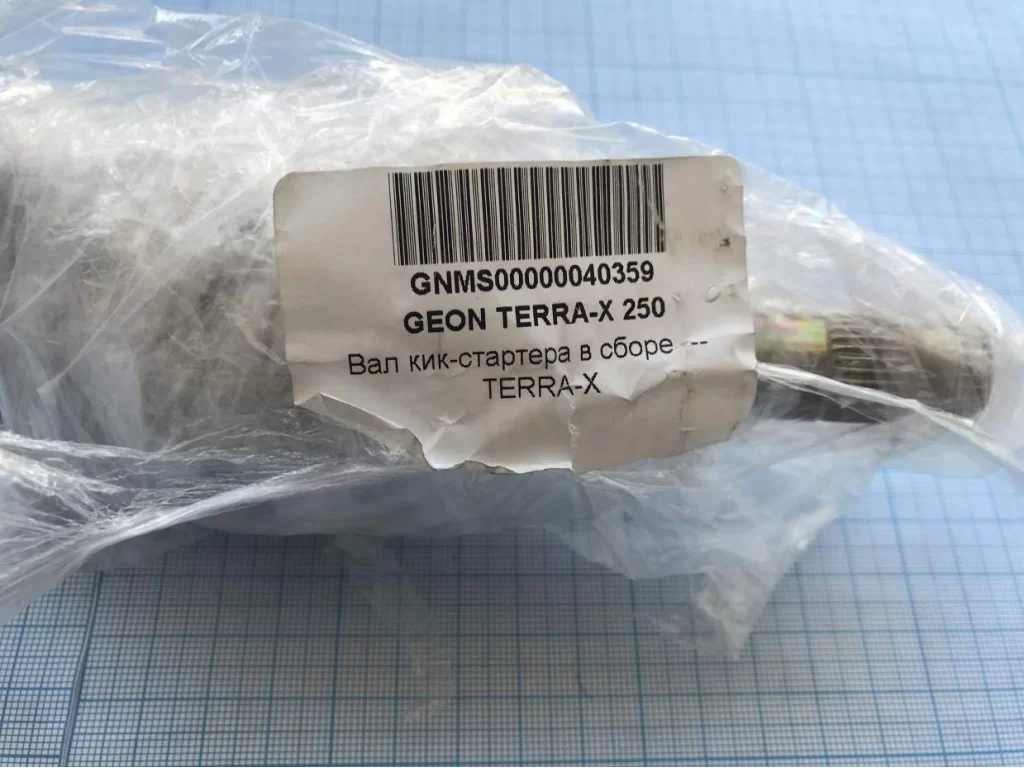 GNMS00000040359
GEON TERRA-X 250
Вал кик-стартера в сборе ---
TERRA-X